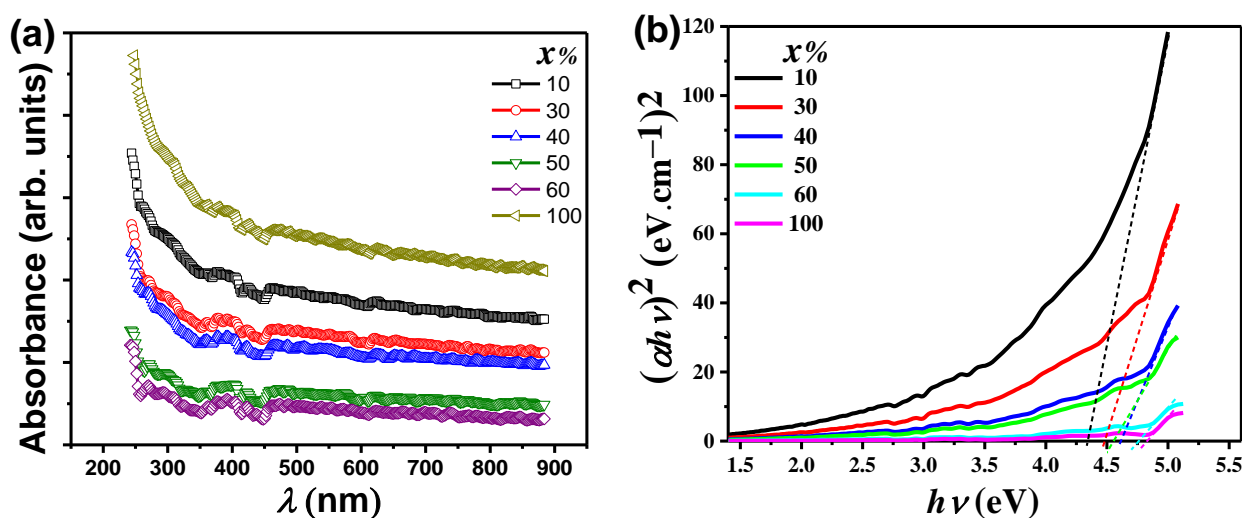 (a)
Absorbance (arb. units)
x%
10
30
40
50
60
100
200 300 400 500 600 700 800 900
λ (nm)
(b)
(αhν)² (eV.cm⁻¹)2
120
100
80
60
40
20
0
x%
10
30
40
50
60
100
1.5 2.0 2.5 3.0 3.5 4.0 4.5 5.0 5.5
hν (eV)